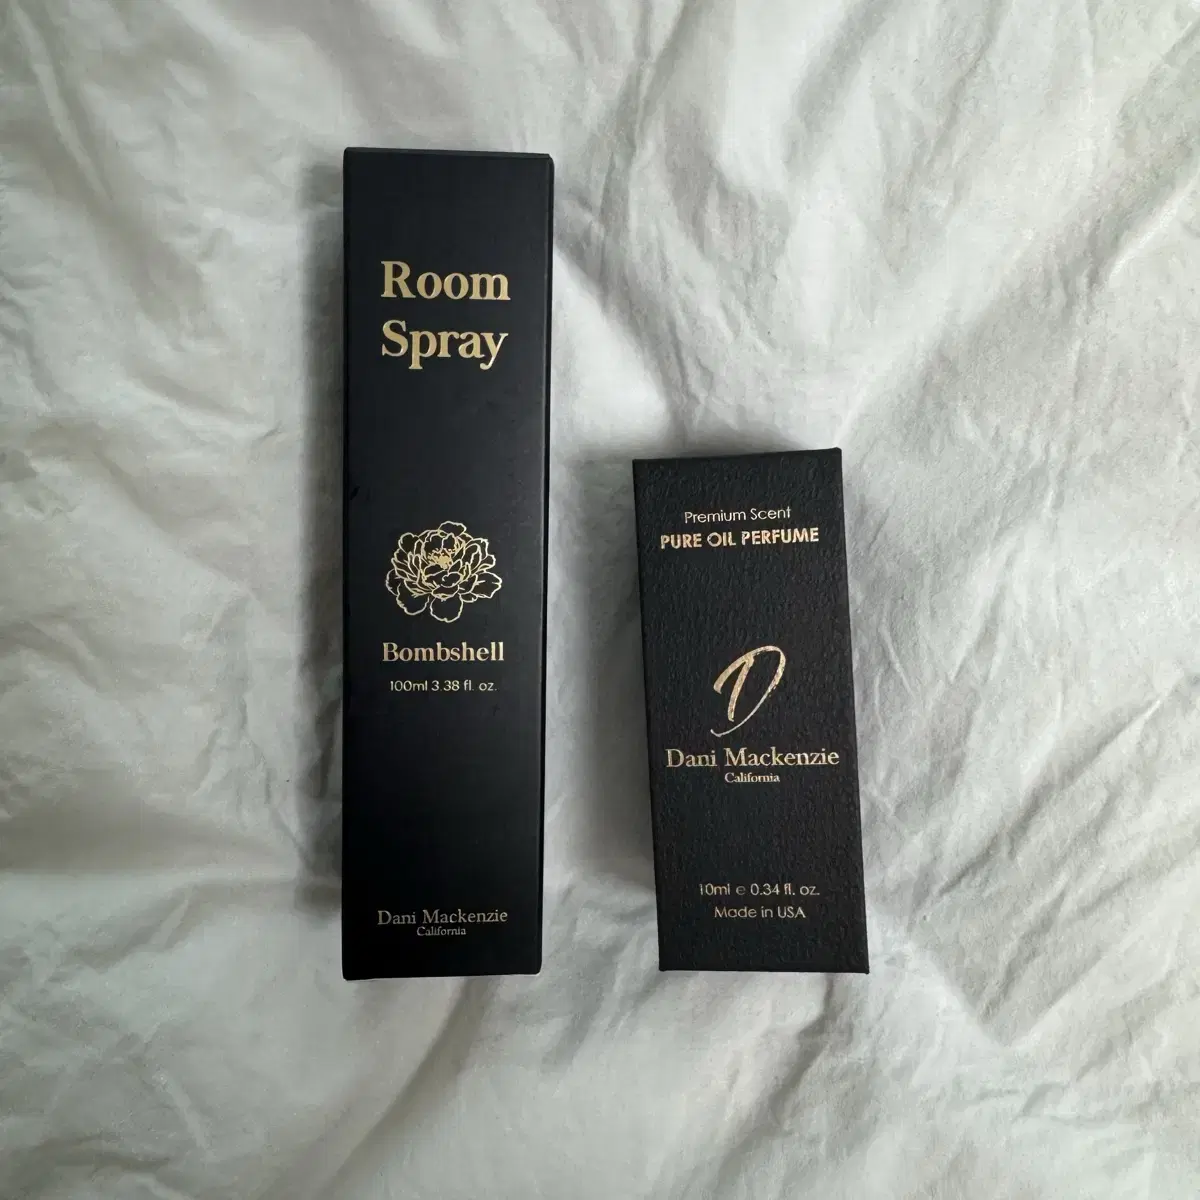 Room
Spray
Bombshell
100ml 3.38 fl. oz.
Dani Mackenzie
California
Premium Scent
PURE OIL PERFUME
D
Dani Mackenzie
California
10ml e 0.34 fl. oz.
Made in USA